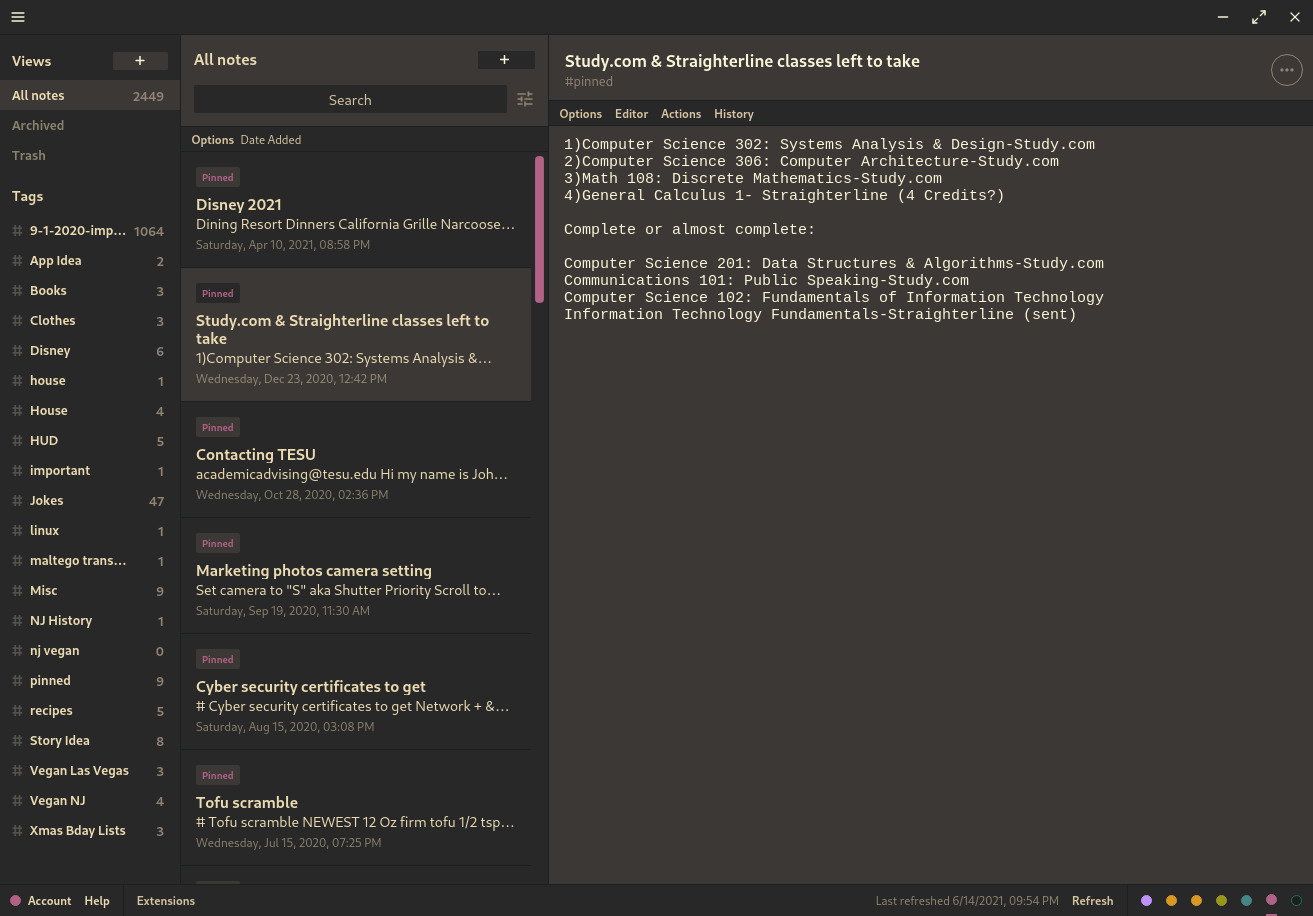 Views
+
All notes 2449
Archived
Trash
Tags
# 9-1-2020-imp... 1064
# App Idea 2
# Books 3
# Clothes 3
# Disney 6
# house 1
# House 4
# HUD 5
# important 1
# Jokes 47
# linux 1
# maltego trans... 1
# Misc 9
# NJ History 1
# nj vegan 0
# pinned 9
# recipes 5
# Story Idea 8
# Vegan Las Vegas 3
# Vegan NJ 4
# Xmas Bday Lists 3
All notes
+
Search
Options Date Added
Pinned
Disney 2021
Dining Resort Dinners California Grille Narcoose...
Saturday, Apr 10, 2021, 08:58 PM
Pinned
Study.com & Straighterline classes left to
take
1)Computer Science 302: Systems Analysis &...
Wednesday, Dec 23, 2020, 12:42 PM
Pinned
Contacting TESU
academicadvising@tesu.edu Hi my name is Joh...
Wednesday, Oct 28, 2020, 02:36 PM
Pinned
Marketing photos camera setting
Set camera to "S" aka Shutter Priority Scroll to...
Saturday, Sep 19, 2020, 11:30 AM
Pinned
Cyber security certificates to get
# Cyber security certificates to get Network + &...
Saturday, Aug 15, 2020, 03:08 PM
Pinned
Tofu scramble
# Tofu scramble NEWEST 12 Oz firm tofu 1/2 tsp...
Wednesday, Jul 15, 2020, 07:25 PM
Study.com & Straighterline classes left to take
#pinned
Options Editor Actions History
1)Computer Science 302: Systems Analysis & Design-Study.com
2)Computer Science 306: Computer Architecture-Study.com
3)Math 108: Discrete Mathematics-Study.com
4)General Calculus 1- Straighterline (4 Credits?)
Complete or almost complete:
Computer Science 201: Data Structures & Algorithms-Study.com
Communications 101: Public Speaking-Study.com
Computer Science 102: Fundamentals of Information Technology
Information Technology Fundamentals-Straighterline (sent)
Account Help Extensions
Last refreshed 6/14/2021, 09:54 PM Refresh